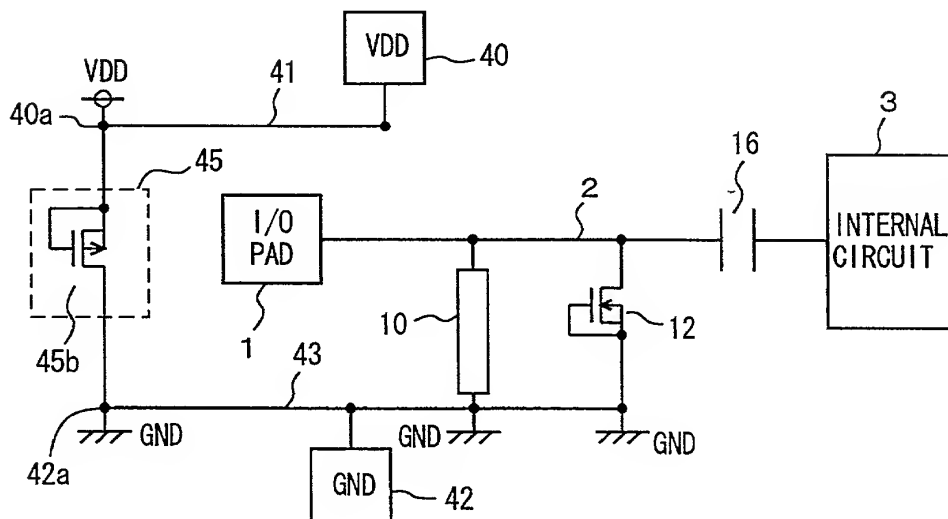 VDD
40
VDD
41
40a
3
45
16
2
I/O
PAD
INTERNAL
CIRCUIT
10
12
1
45b
43
GND
GND
GND
42a
GND
42